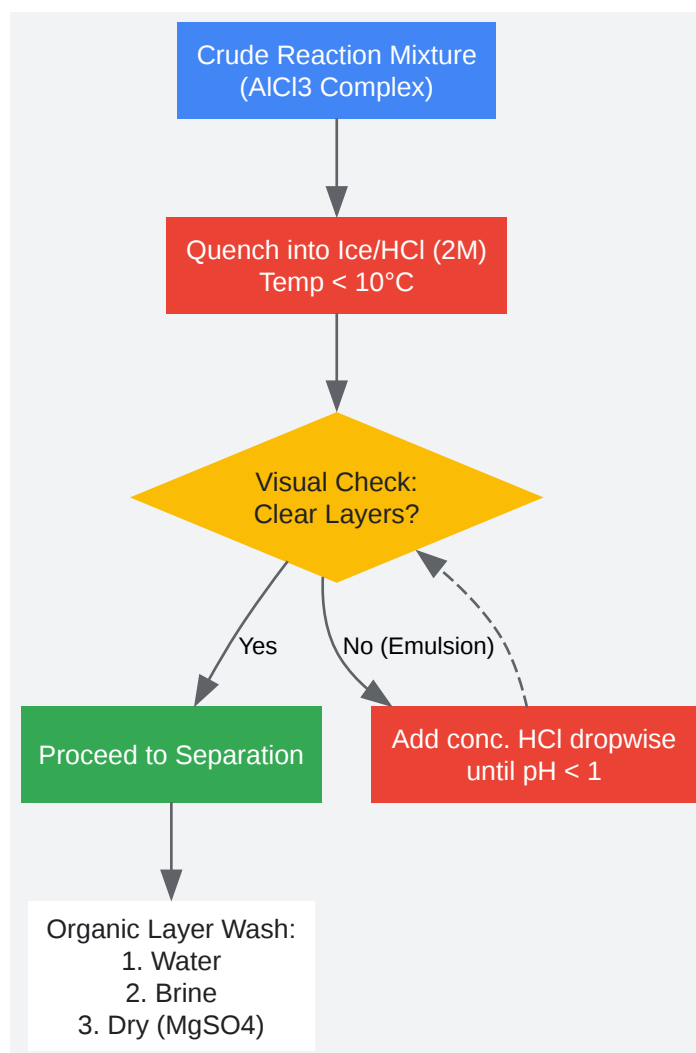 Crude Reaction Mixture
(AlCl3 Complex)
Quench into Ice/HCl (2M)
Temp < 10°C
Visual Check:
Clear Layers?
Yes
No (Emulsion)
Proceed to Separation
Add conc. HCl dropwise
until pH < 1
Organic Layer Wash:
1. Water
2. Brine
3. Dry (MgSO4)